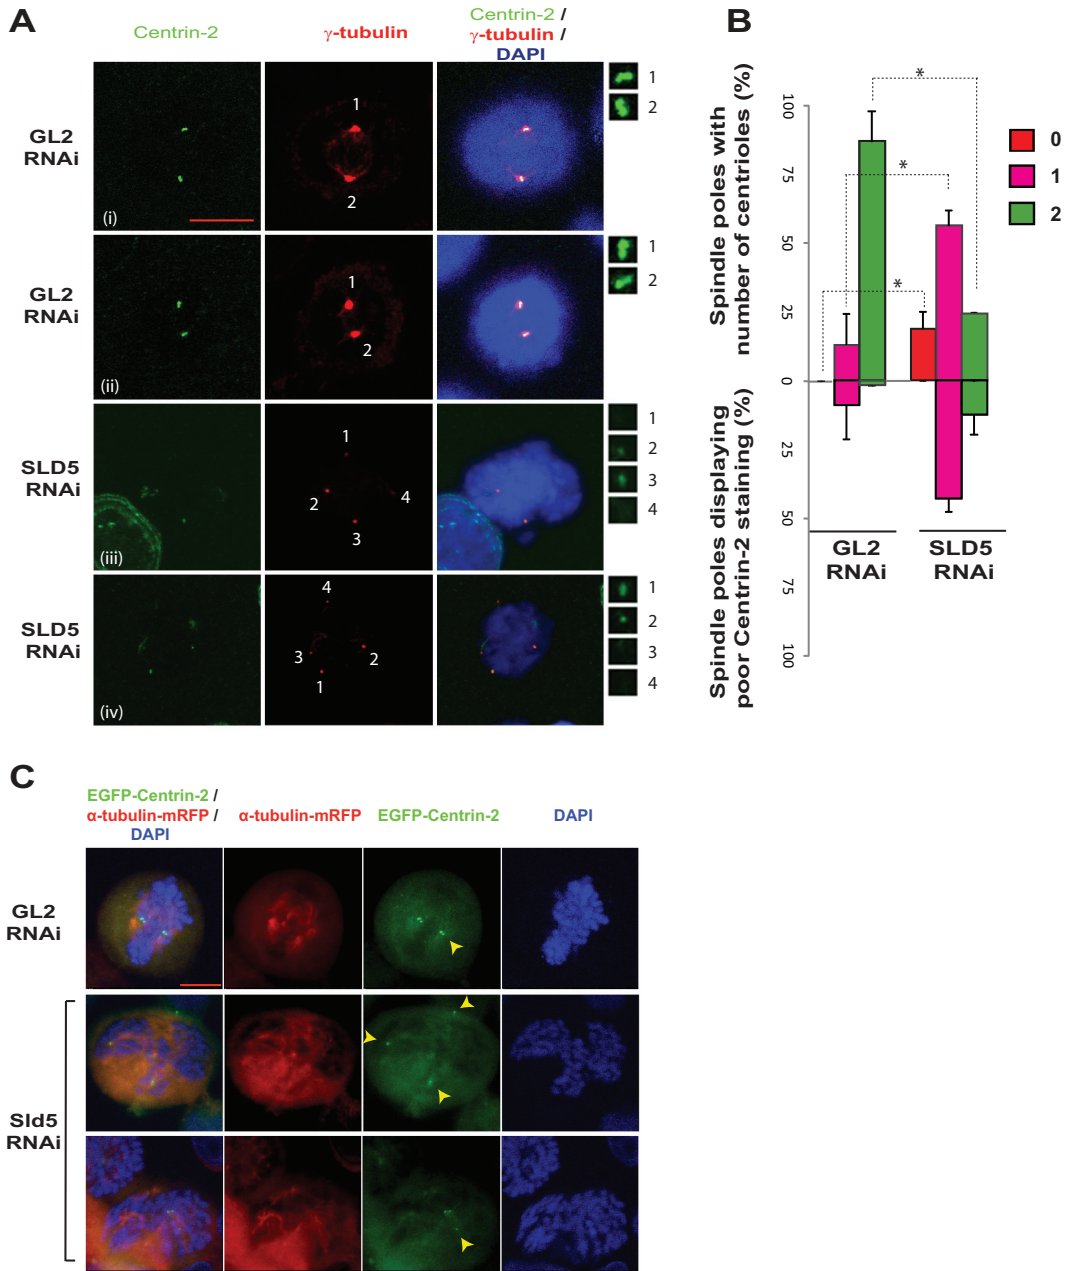 A
Centrin-2
γ-tubulin
Centrin-2 /
γ-tubulin /
DAPI
GL2
RNAi
(i)
1
2
1
2
GL2
RNAi
(ii)
1
2
1
2
SLD5
RNAi
(iii)
1
2
3
4
1
2
3
4
SLD5
RNAi
(iv)
4
3
2
1
1
2
3
4
B
Spindle poles with
number of centrioles (%)
Spindle poles displaying
poor Centrin-2 staining (%)
100
75
50
25
0
25
50
75
100
*
*
*
0
1
2
GL2
RNAi
SLD5
RNAi
C
EGFP-Centrin-2 /
α-tubulin-mRFP /
DAPI
α-tubulin-mRFP
EGFP-Centrin-2
DAPI
GL2
RNAi
Sld5
RNAi